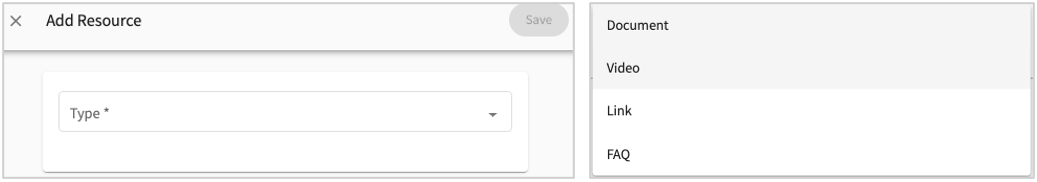 Add Resource
Save
Type *
Document
Video
Link
FAQ